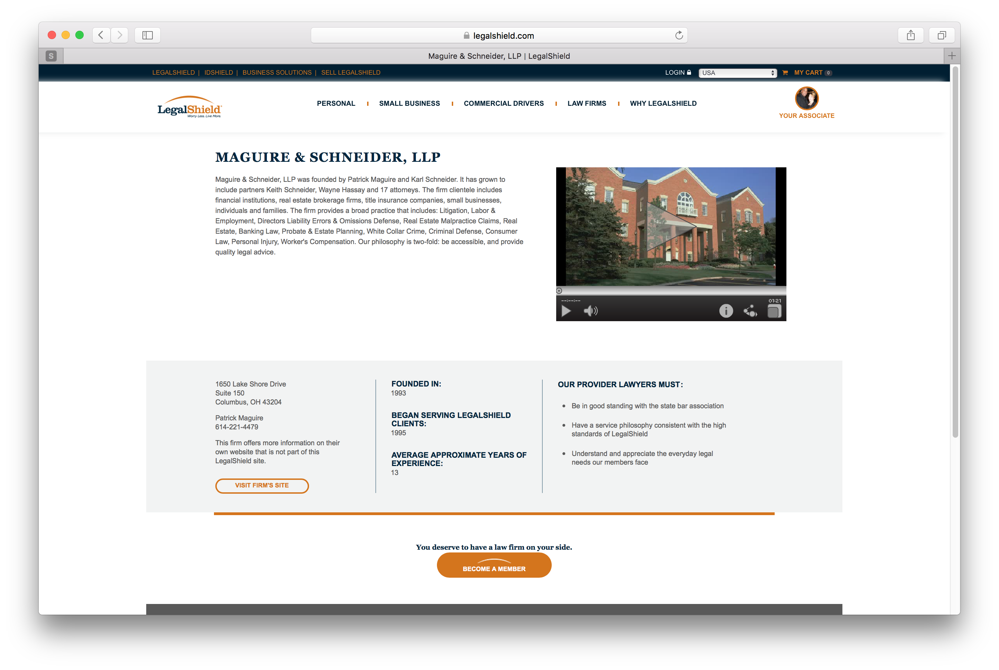 legalshield.com
S
Maguire & Schneider, LLP | LegalShield
LEGALSHIELD | IDSHIELD | BUSINESS SOLUTIONS | SELL LEGALSHIELD
LOGIN USA MY CART 0
LegalShield®
Worry Less. Live More.
PERSONAL SMALL BUSINESS COMMERCIAL DRIVERS LAW FIRMS WHY LEGALSHIELD
YOUR ASSOCIATE
MAGUIRE & SCHNEIDER, LLP
Maguire & Schneider, LLP was founded by Patrick Maguire and Karl Schneider. It has grown to
include partners Keith Schneider, Wayne Hassay and 17 attorneys. The firm clientele includes
financial institutions, real estate brokerage firms, title insurance companies, small businesses,
individuals and families. The firm provides a broad practice that includes: Litigation, Labor &
Employment, Directors Liability Errors & Omissions Defense, Real Estate Malpractice Claims, Real
Estate, Banking Law, Probate & Estate Planning, White Collar Crime, Criminal Defense, Consumer
Law, Personal Injury, Worker's Compensation. Our philosophy is two-fold: be accessible, and provide
quality legal advice.
--:--:--
01:21
1650 Lake Shore Drive
Suite 150
Columbus, OH 43204
Patrick Maguire
614-221-4479
This firm offers more information on their
own website that is not part of this
LegalShield site.
VISIT FIRM'S SITE
FOUNDED IN:
1993
BEGAN SERVING LEGALSHIELD
CLIENTS:
1995
AVERAGE APPROXIMATE YEARS OF
EXPERIENCE:
13
OUR PROVIDER LAWYERS MUST:
• Be in good standing with the state bar association
• Have a service philosophy consistent with the high
standards of LegalShield
• Understand and appreciate the everyday legal
needs our members face
You deserve to have a law firm on your side.
BECOME A MEMBER